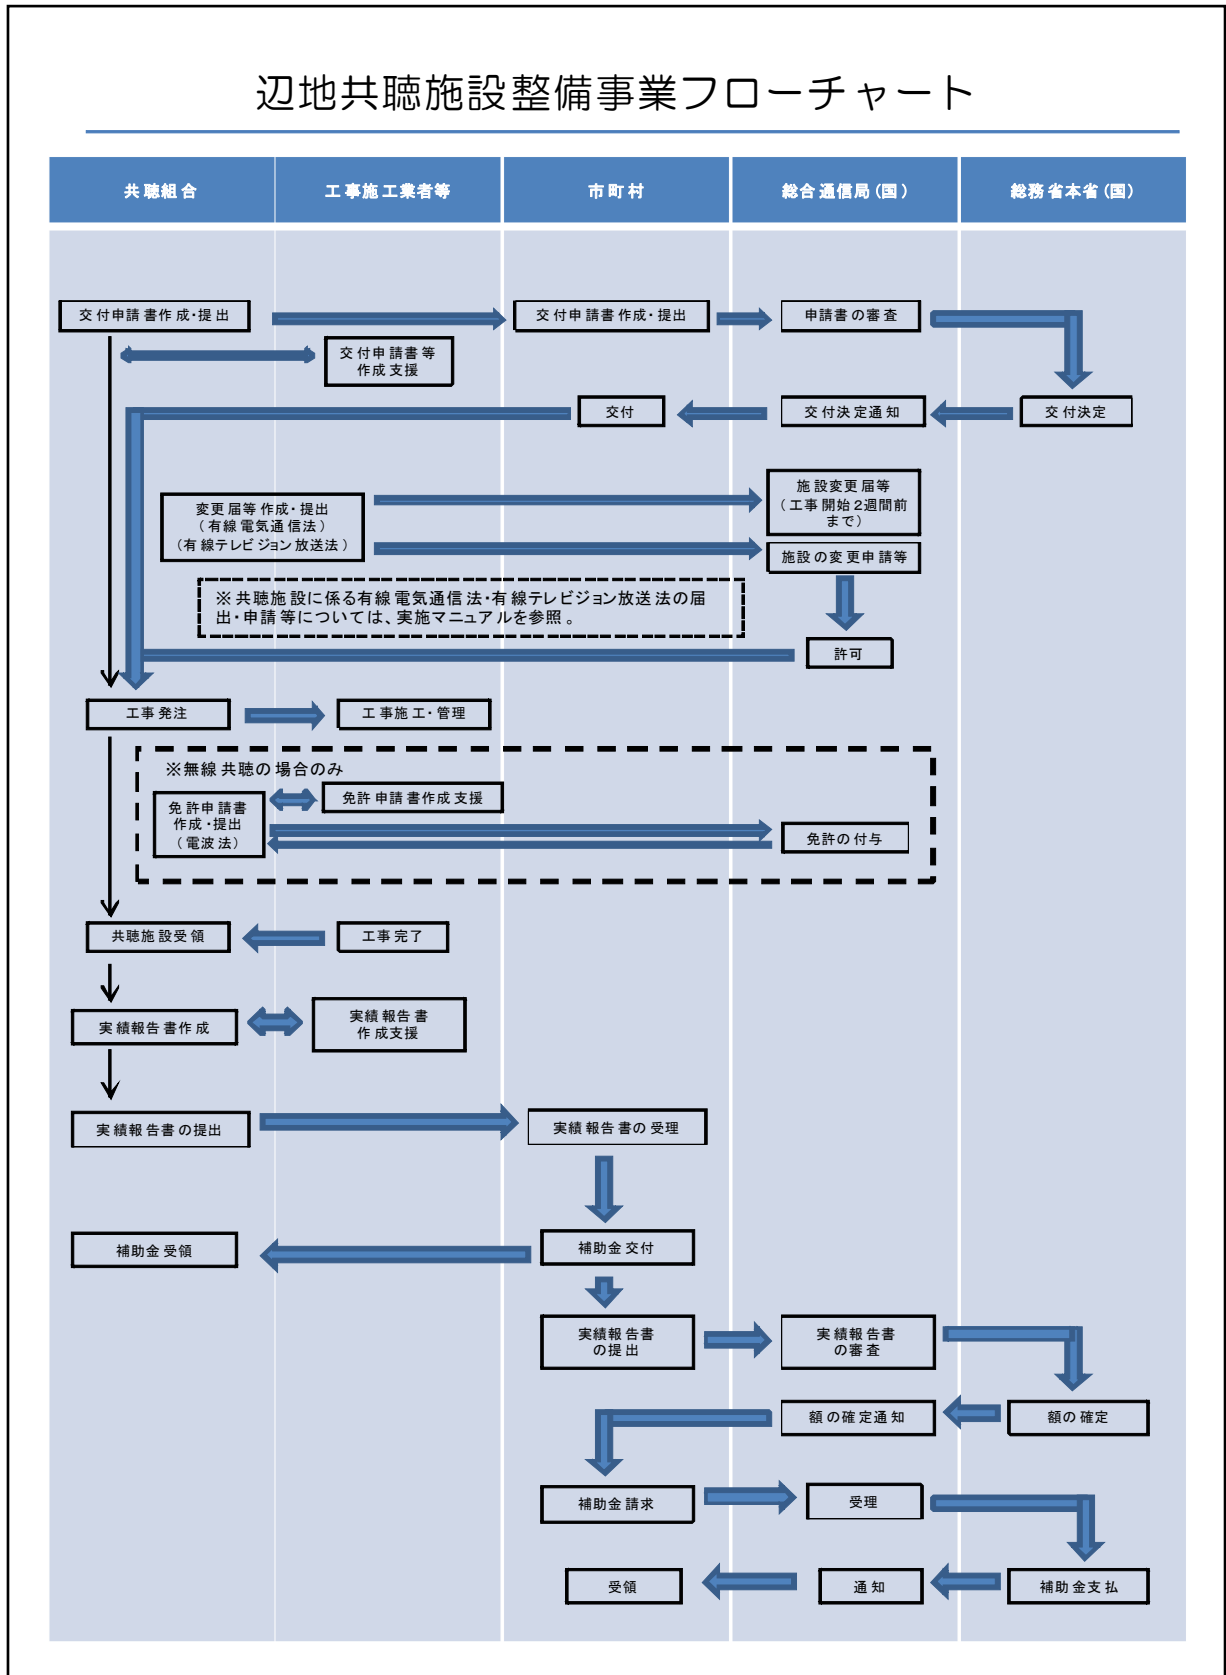 辺地共聴施設整備事業フローチャート
共聴組合
工事施工業者等
市町村
総合通信局(国)
総務省本省(国)
交付申請書作成・提出
交付申請書作成・提出
申請書の審査
交付申請書等
作成支援
交付
交付決定通知
交付決定
変更届等作成・提出
(有線電気通信法)
(有線テレビジョン放送法)
施設変更届等
(工事開始2週間前
まで)
施設の変更申請等
※共聴施設に係る有線電気通信法・有線テレビジョン放送法の届
出・申請等については、実施マニュアルを参照。
許可
工事発注
工事施工・管理
※無線共聴の場合のみ
免許申請書作成支援
免許申請書
作成・提出
(電波法)
免許の付与
共聴施設受領
工事完了
実績報告書作成
実績報告書
作成支援
実績報告書の提出
実績報告書の受理
補助金受領
補助金交付
実績報告書
の提出
実績報告書
の審査
額の確定通知
額の確定
補助金請求
受理
受領
通知
補助金支払